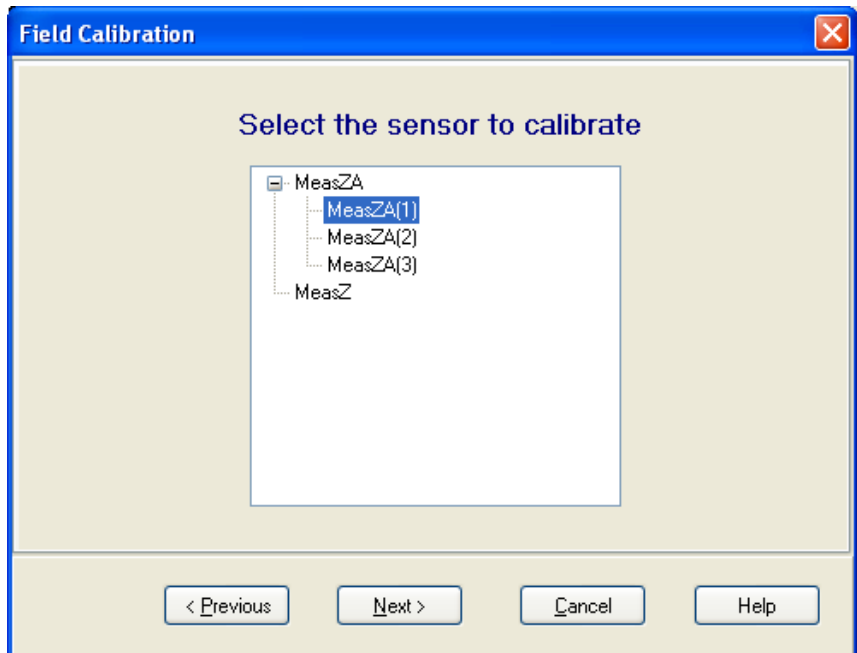 Field Calibration
Select the sensor to calibrate
MeasZA
MeasZA(1)
MeasZA(2)
MeasZA(3)
MeasZ
< Previous Next > Cancel Help